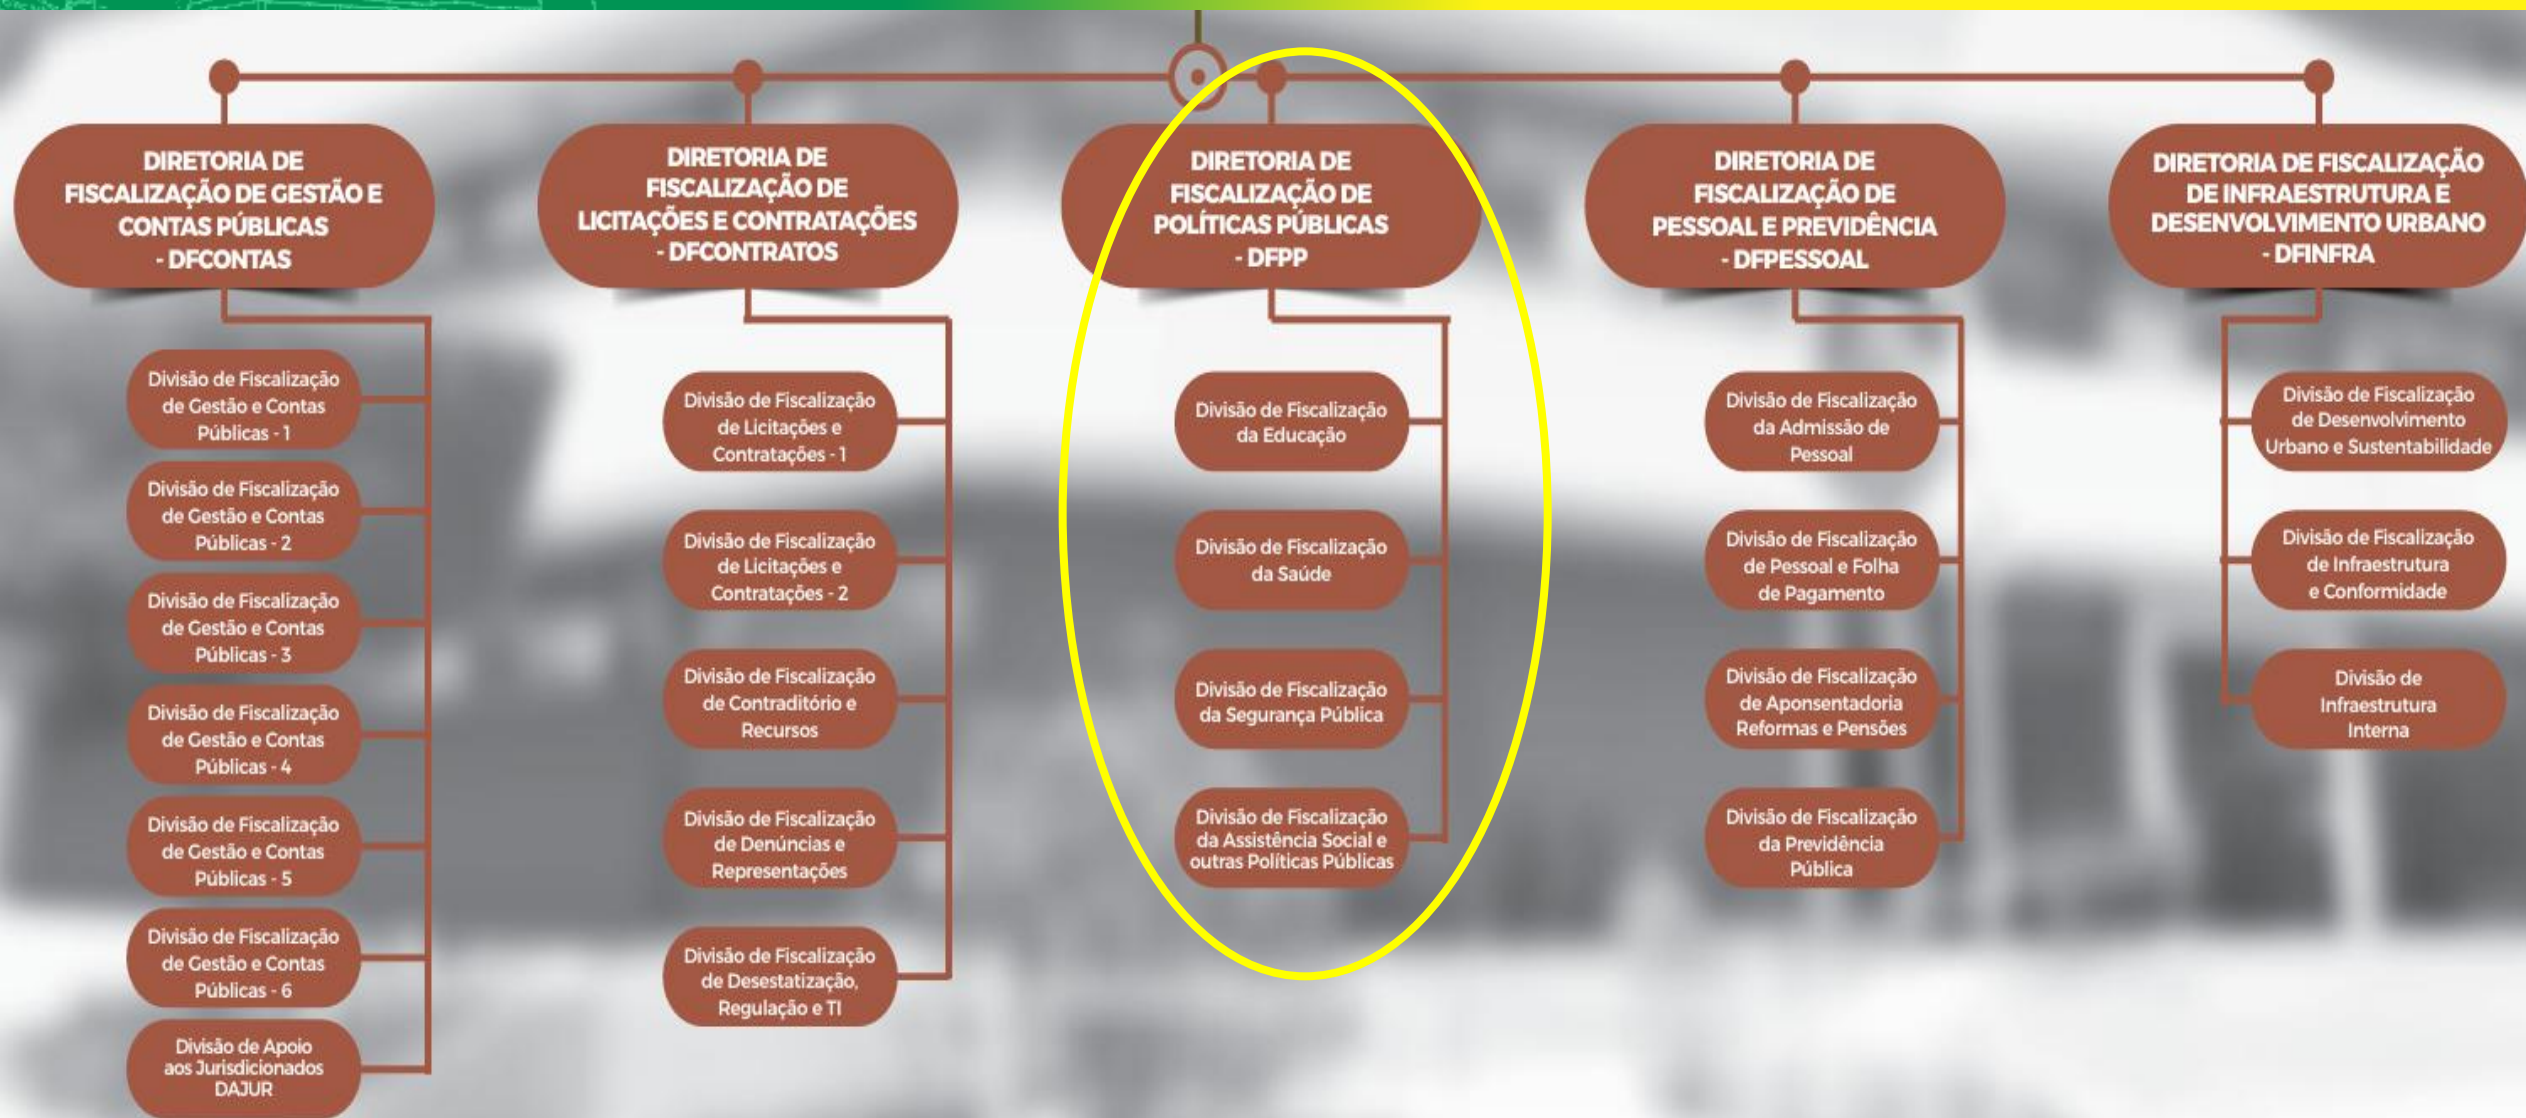 DIRETORIA DE
FISCALIZAÇÃO DE GESTÃO E
CONTAS PÚBLICAS
- DFCONTAS
Divisão de Fiscalização
de Gestão e Contas
Públicas - 1
Divisão de Fiscalização
de Gestão e Contas
Públicas - 2
Divisão de Fiscalização
de Gestão e Contas
Públicas - 3
Divisão de Fiscalização
de Gestão e Contas
Públicas - 4
Divisão de Fiscalização
de Gestão e Contas
Públicas - 5
Divisão de Fiscalização
de Gestão e Contas
Públicas - 6
Divisão de Apoio
aos Jurisdicionados
DAJUR
DIRETORIA DE
FISCALIZAÇÃO DE
LICITAÇÕES E CONTRATAÇÕES
- DFCONTRATOS
Divisão de Fiscalização
de Licitações e
Contratações - 1
Divisão de Fiscalização
de Licitações e
Contratações - 2
Divisão de Fiscalização
de Contraditório e
Recursos
Divisão de Fiscalização
de Denúncias e
Representações
Divisão de Fiscalização
de Desestatização,
Regulação e TI
DIRETORIA DE
FISCALIZAÇÃO DE
POLÍTICAS PÚBLICAS
- DFPP
Divisão de Fiscalização
da Educação
Divisão de Fiscalização
da Saúde
Divisão de Fiscalização
da Segurança Pública
Divisão de Fiscalização
da Assistência Social e
outras Políticas Públicas
DIRETORIA DE
FISCALIZAÇÃO DE
PESSOAL E PREVIDÊNCIA
- DFPESSOAL
Divisão de Fiscalização
da Admissão de
Pessoal
Divisão de Fiscalização
de Pessoal e Folha
de Pagamento
Divisão de Fiscalização
de Aponsentadoria
Reformas e Pensões
Divisão de Fiscalização
da Previdência
Pública
DIRETORIA DE FISCALIZAÇÃO
DE INFRAESTRUTURA E
DESENVOLVIMENTO URBANO
- DFINFRA
Divisão de Fiscalização
de Desenvolvimento
Urbano e Sustentabilidade
Divisão de Fiscalização
de Infraestrutura
e Conformidade
Divisão de
Infraestrutura
Interna